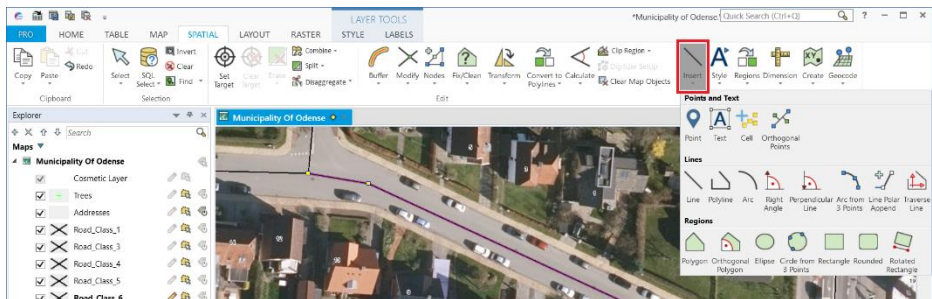 LAYER TOOLS
*Municipality of Odense
Quick Search (Ctrl+Q)
PRO HOME TABLE MAP SPATIAL LAYOUT RASTER STYLE LABELS
Copy Paste Cut Redo
Select SQL Select Invert Clear Find
Set Target Clear Target Erase Combine Split Disaggregate
Buffer Modify Nodes Fix/Clean Transform Convert to Polylines Calculate
Clip Region Digitize Setup Clear Map Objects
Insert Style Regions Dimension Create Geocode
Clipboard Selection Edit
Explorer
Search
Maps
Municipality Of Odense
Cosmetic Layer
Trees
Addresses
Road_Class_1
Road_Class_3
Road_Class_4
Road_Class_5
Road_Class_6
Municipality Of Odense
Points and Text
Point Text Cell Orthogonal Points
Lines
Line Polyline Arc Right Angle Perpendicular Line Arc from 3 Points Line Polar Append Traverse Line
Regions
Polygon Orthogonal Polygon Ellipse Circle from 3 Points Rectangle Rounded Rotated Rectangle